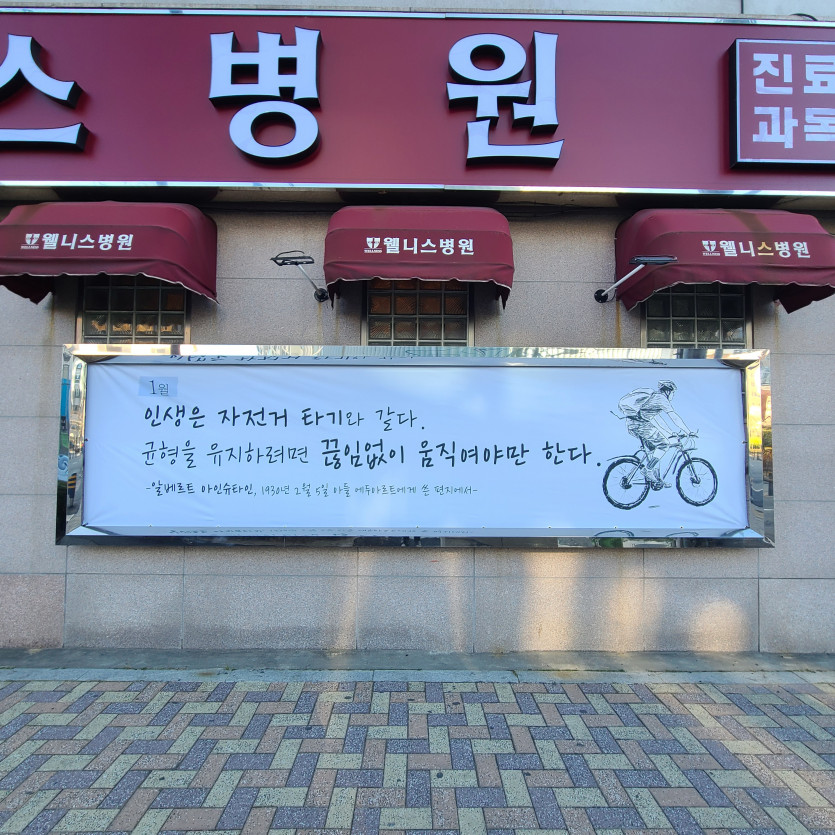 스병원
진료
과목
웰니스병원
웰니스병원
웰니스병원
1월
인생은 자전거 타기와 같다.
균형을 유지하려면 끊임없이 움직여야만 한다.
-알베르트 아인슈타인, 1930년 2월 5일 아들 에두아르트에게 쓴 편지에서-